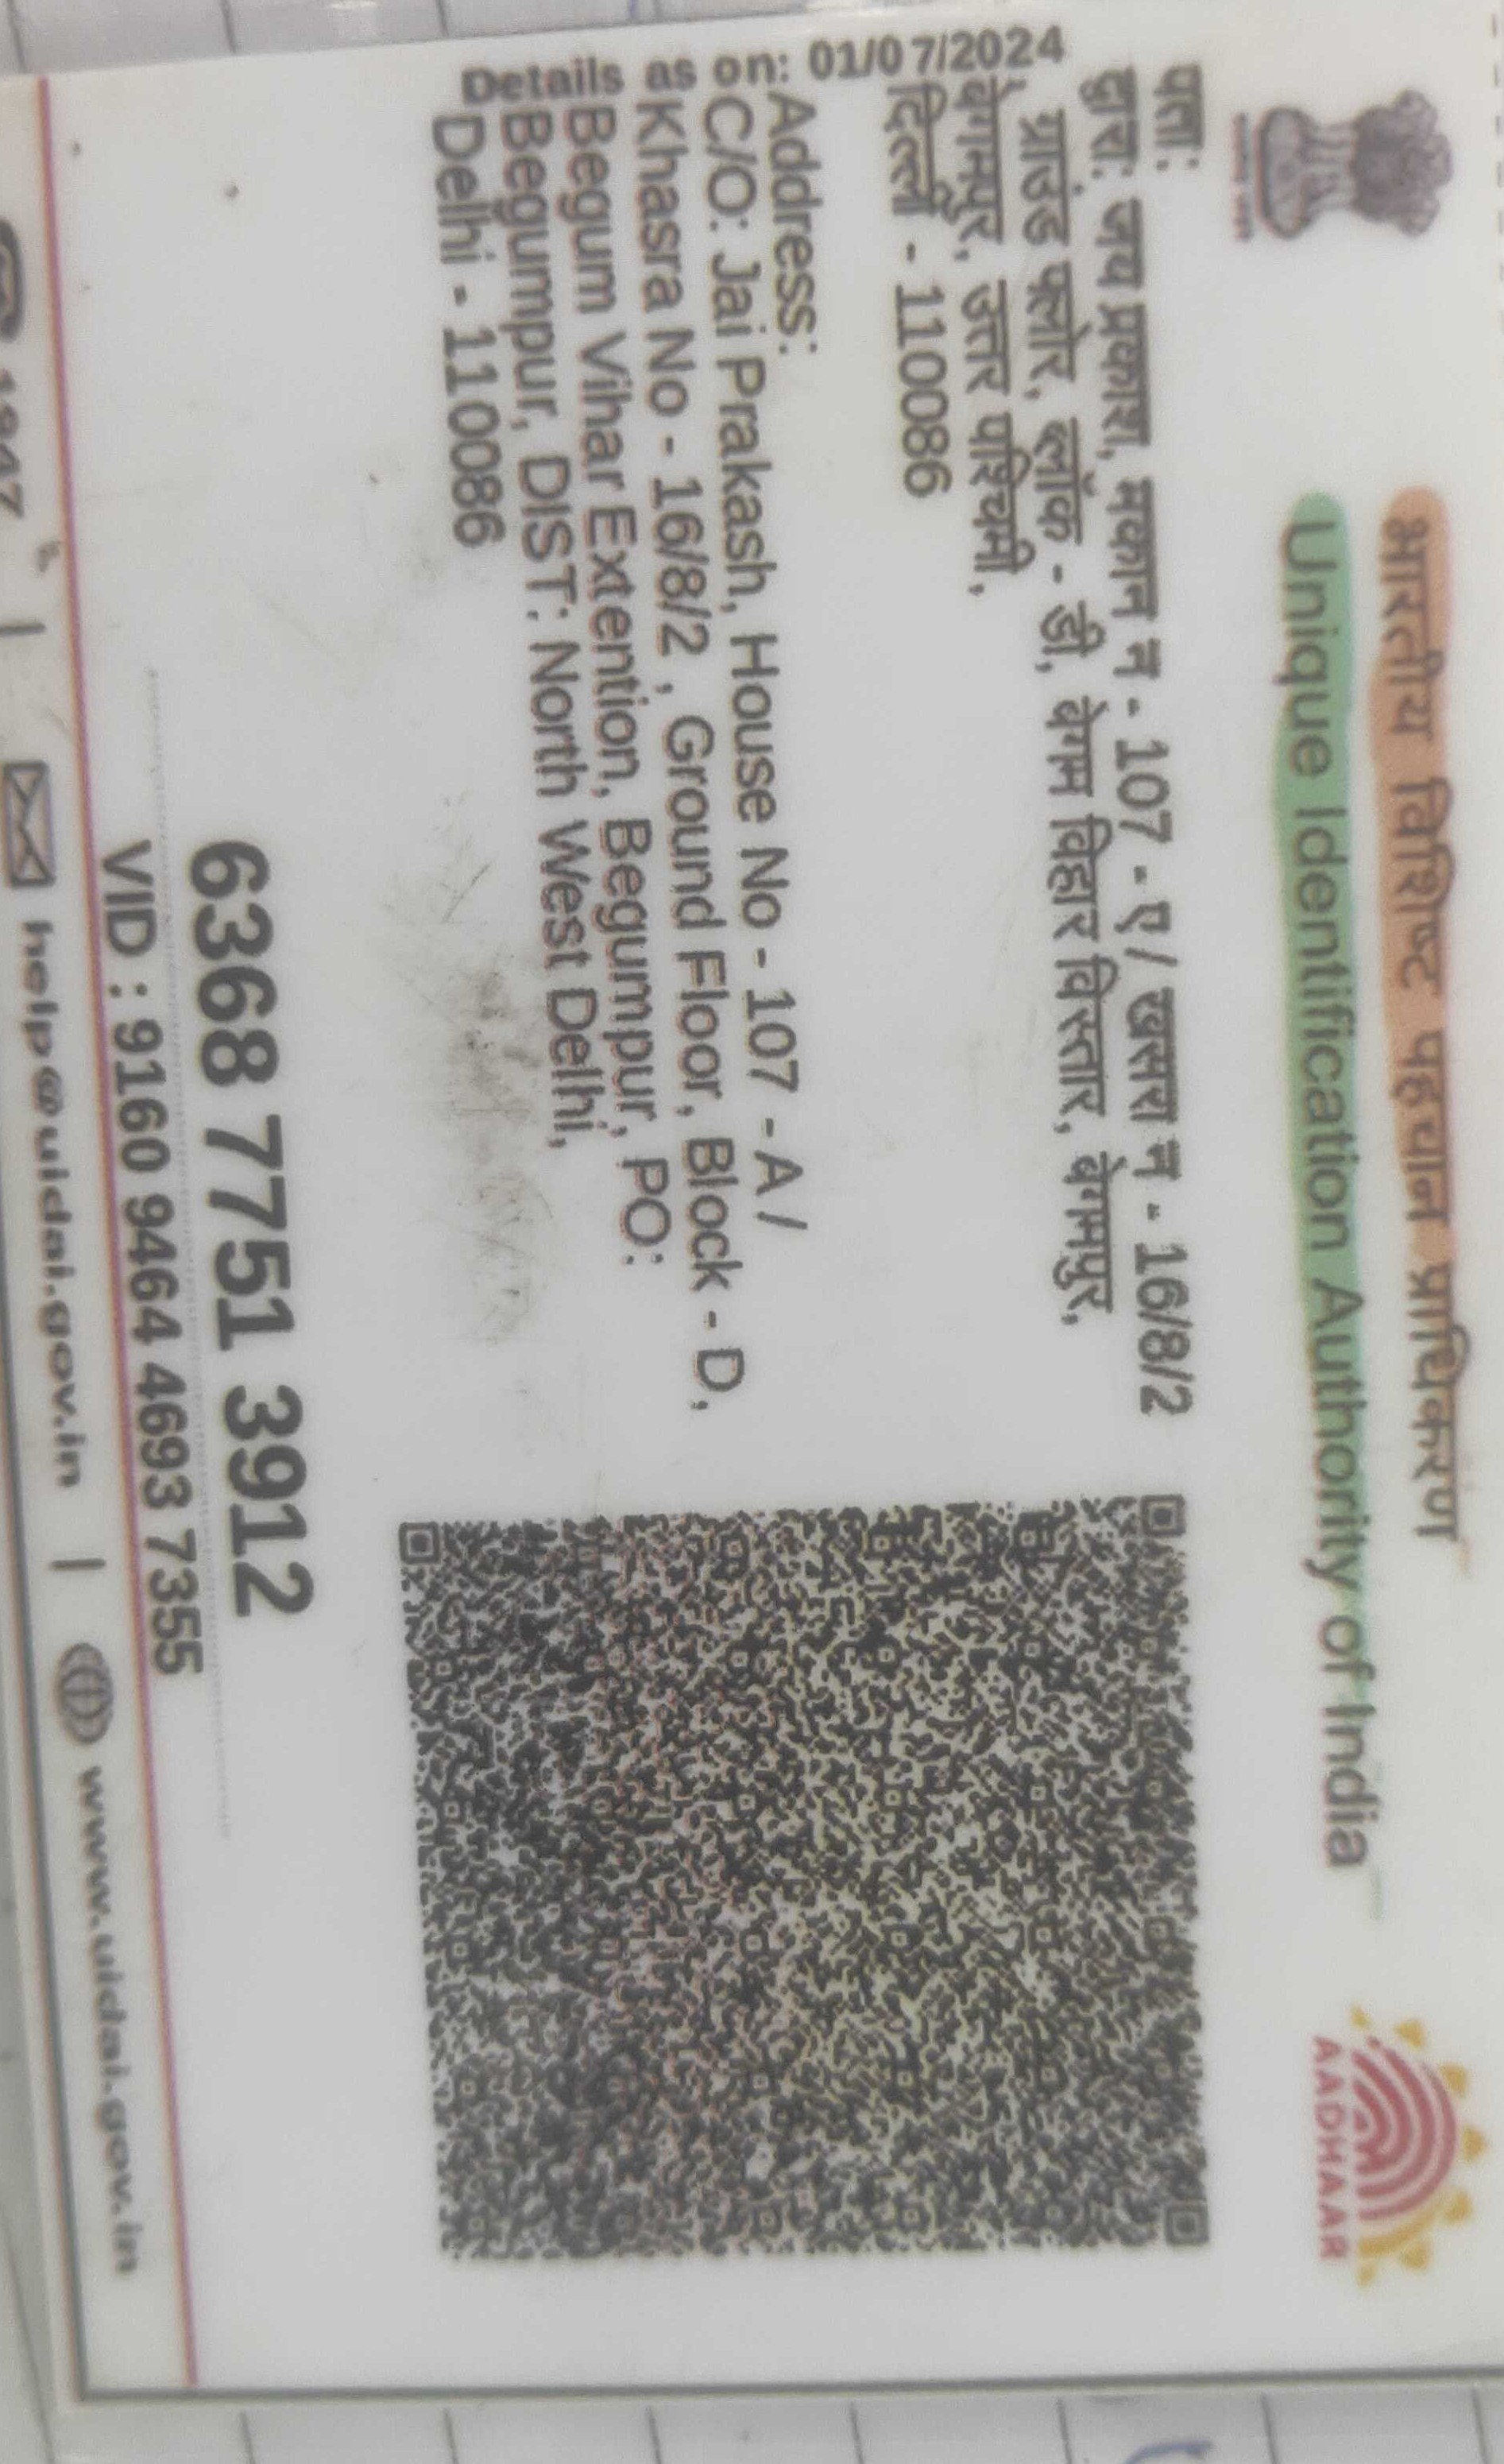 भारतीय विशिष्ट पहचान प्राधिकरण
Unique Identification Authority of India
AADHAAR
पता:
द्वारा: जय प्रकाश, मकान न - 107 - ए / खसरा न - 16/8/2
, ग्राउंड फ्लोर, ब्लॉक - डी, बेगम विहार विस्तार, बेगमपुर,
बेगमपुर, उत्तर पश्चिमी,
दिल्ली - 110086
Address:
C/O: Jai Prakash, House No - 107 - A /
Khasra No - 16/8/2 , Ground Floor, Block - D,
Begum Vihar Extention, Begumpur, PO:
Begumpur, DIST: North West Delhi,
Delhi - 110086
Details as on: 01/07/2024
6368 7751 3912
VID : 9160 9464 4693 7355
1947 | help@uidai.gov.in | www.uidai.gov.in